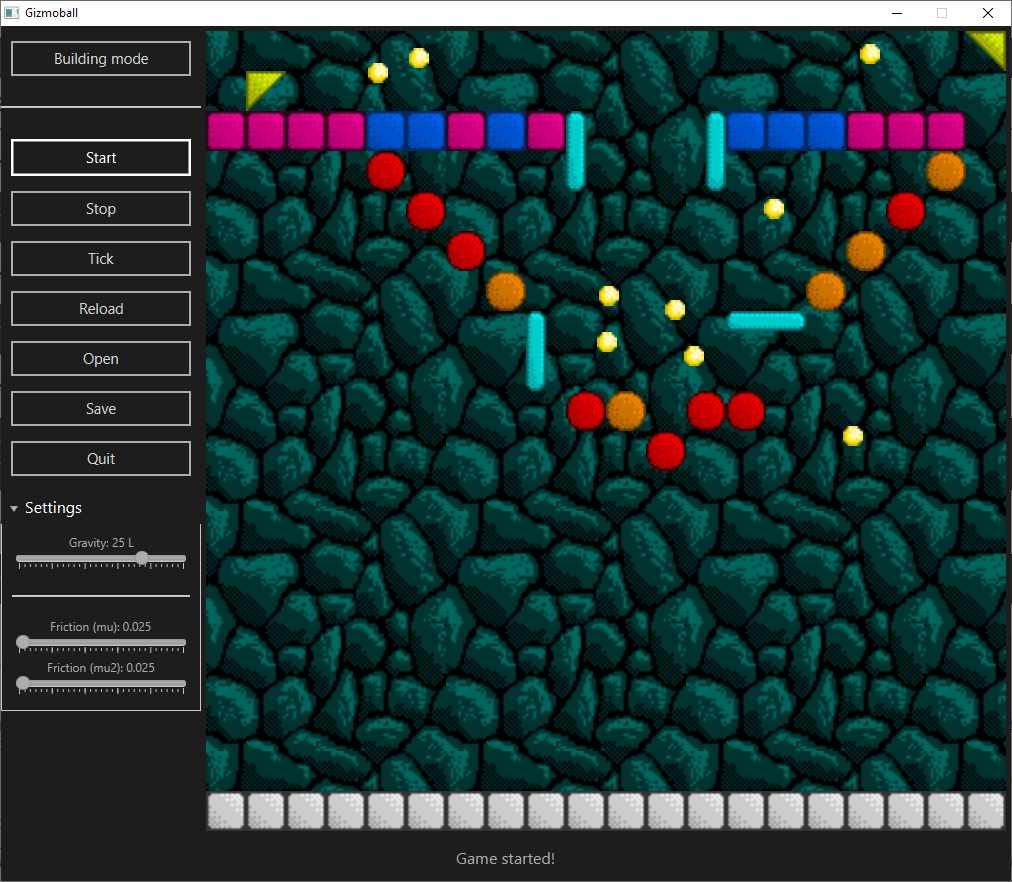 Gizmoball
Building mode
Start
Stop
Tick
Reload
Open
Save
Quit
Settings
Gravity: 25 L
Friction (mu): 0.025
Friction (mu2): 0.025
Game started!